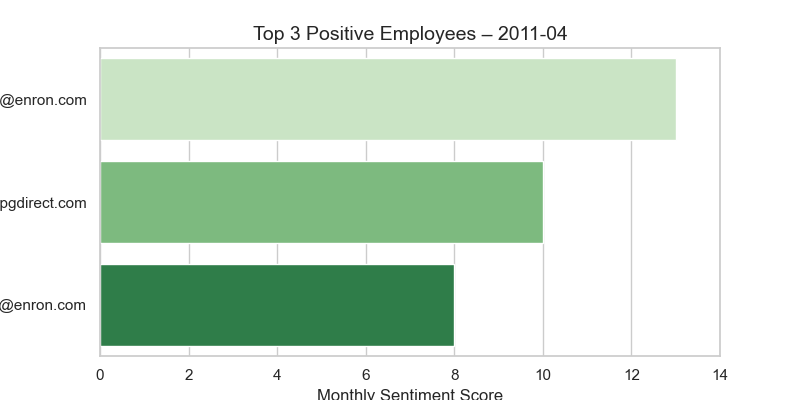 Top 3 Positive Employees – 2011-04
@enron.com
pgdirect.com
@enron.com
0 2 4 6 8 10 12 14
Monthly Sentiment Score